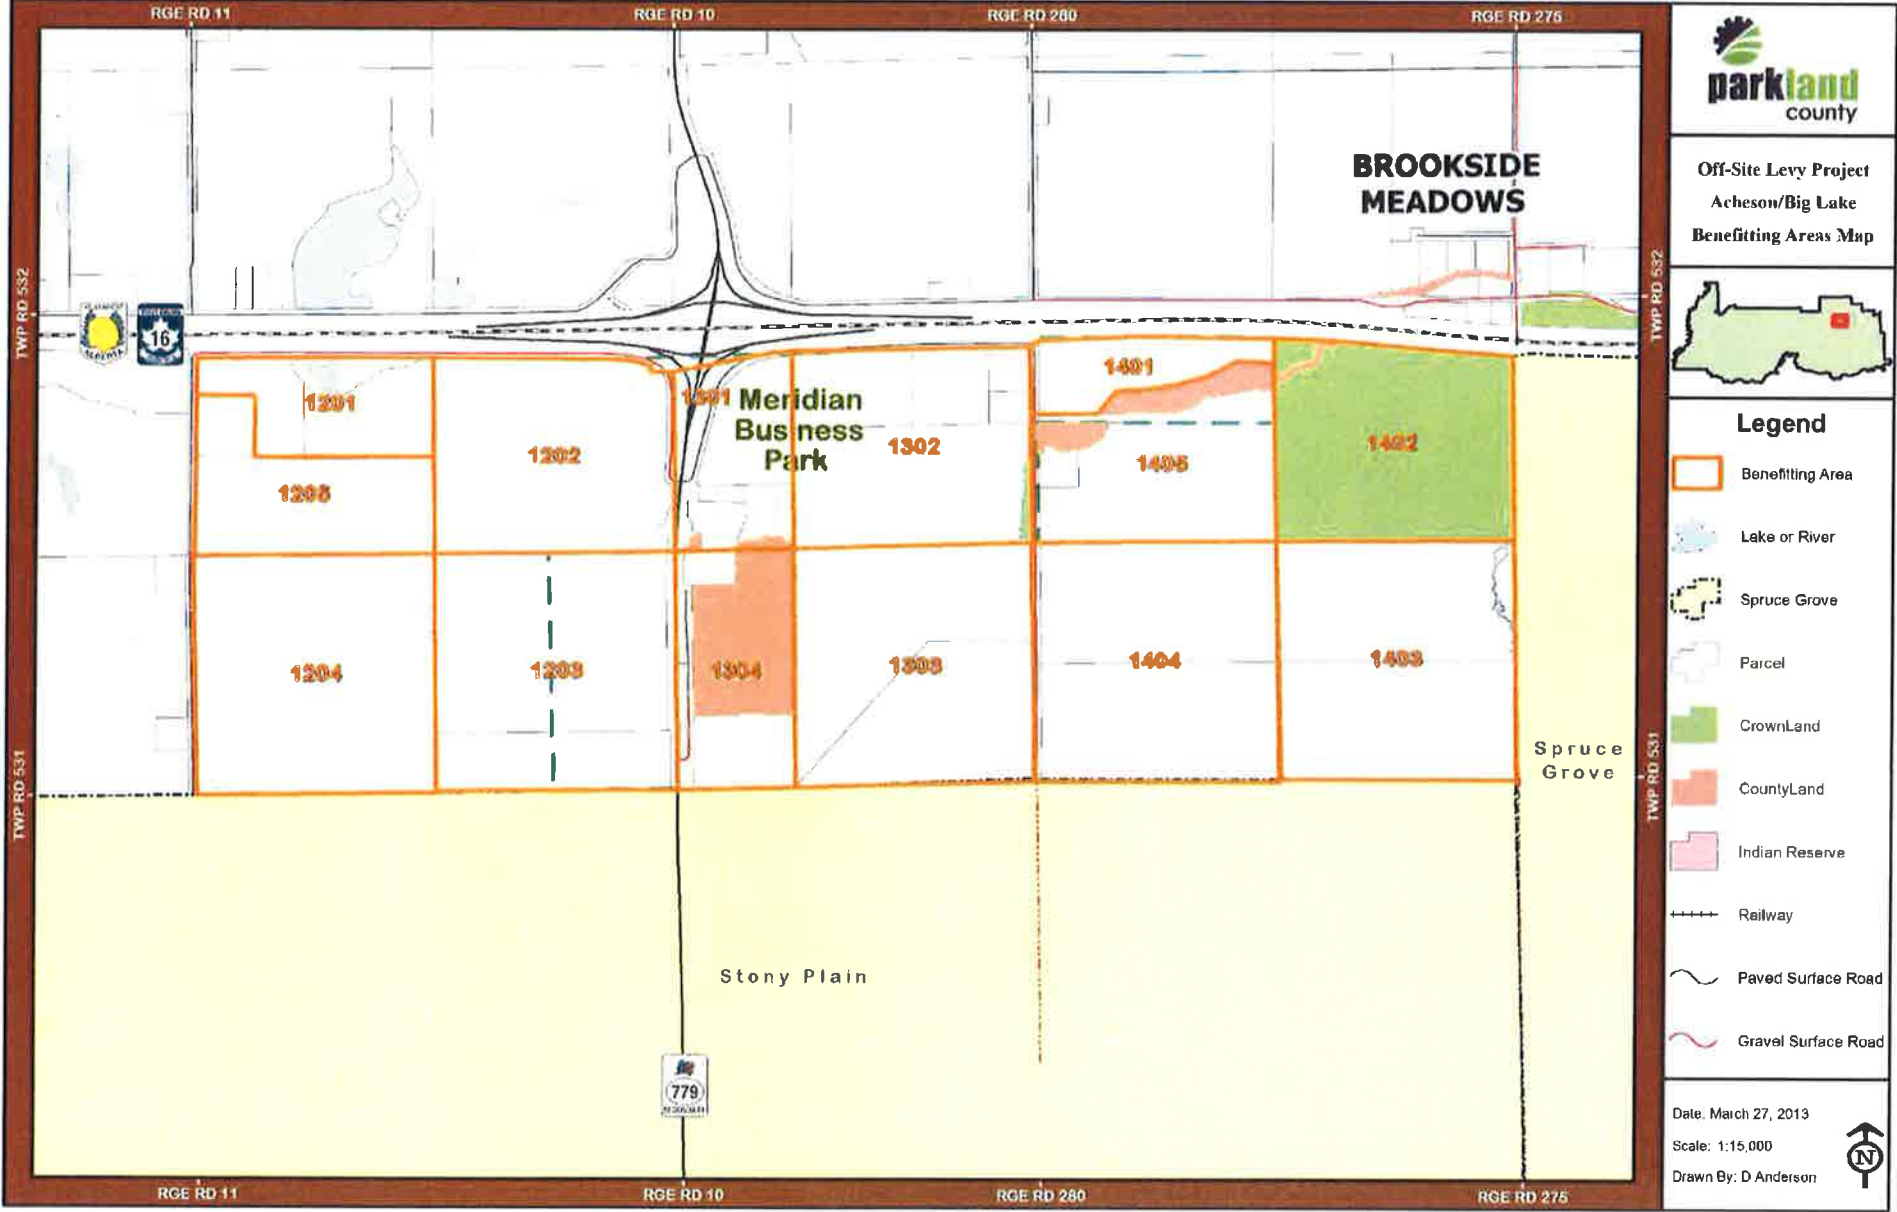 RGE RD 11
RGE RD 10
RGE RD 280
RGE RD 275
parkland
county
Off-Site Levy Project
Acheson/Big Lake
Benefitting Areas Map
BROOKSIDE
MEADOWS
TWP RD 532
TWP RD 532
ALBERTA
16
1201
1202
1205
1301
Meridian
Business
Park
1302
1401
1405
1402
1204
1203
1304
1303
1404
1403
Spruce
Grove
TWP RD 531
TWP RD 531
Stony Plain
779
Legend
Benefitting Area
Lake or River
Spruce Grove
Parcel
CrownLand
CountyLand
Indian Reserve
Railway
Paved Surface Road
Gravel Surface Road
Date: March 27, 2013
Scale: 1:15,000
Drawn By: D Anderson
N
RGE RD 11
RGE RD 10
RGE RD 280
RGE RD 275